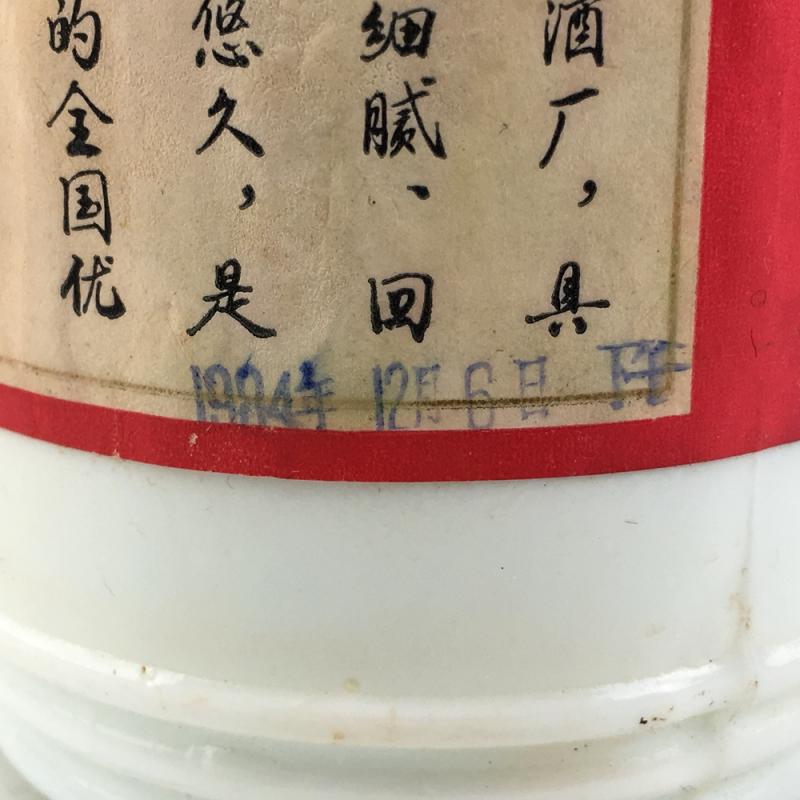 酒厂，具
细腻、回
悠久，是
的全国优
1984年 12月 6日